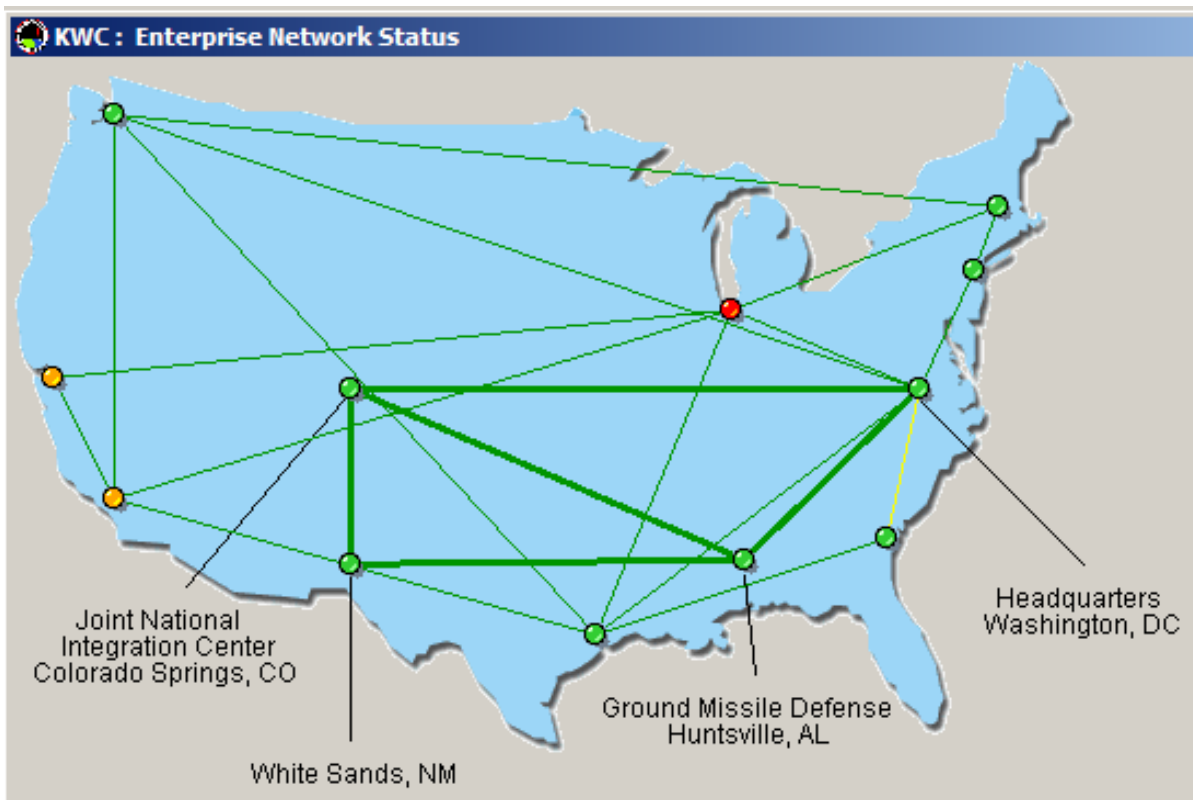 KWC : Enterprise Network Status
Joint National
Integration Center
Colorado Springs, CO
White Sands, NM
Ground Missile Defense
Huntsville, AL
Headquarters
Washington, DC